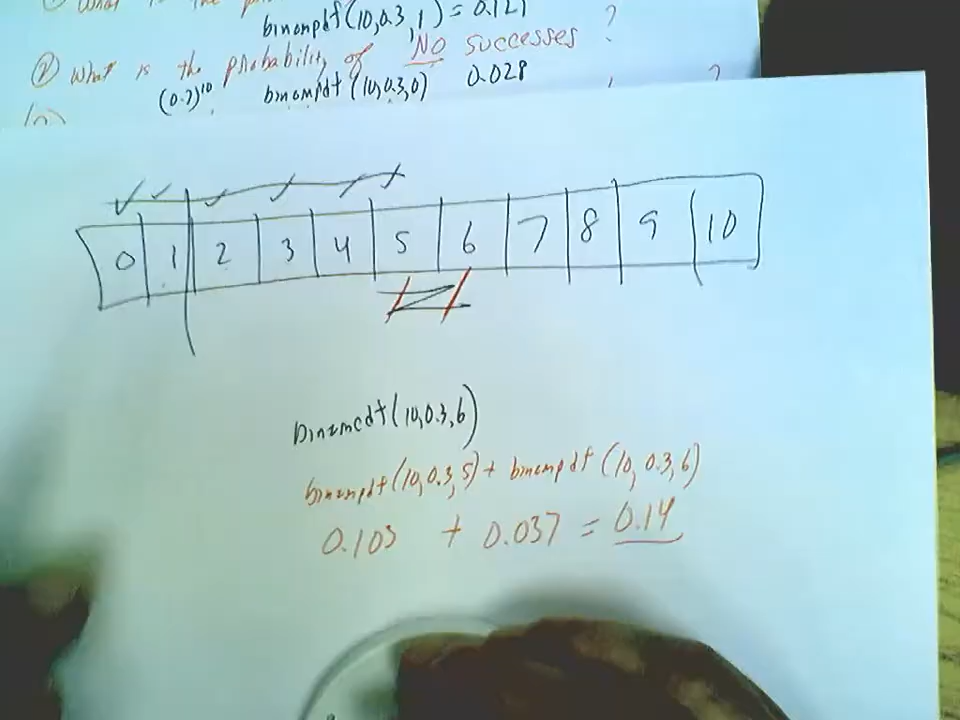 What is the
binompdf(10,0.3,1) = 0.121
② What is the probability of NO successes ?
(0.7)¹⁰ binompdf (10,0.3,0) 0.028
?
0 1 2 3 4 5 6 7 8 9 10
binomcdf(10,0.3,6)
binompdf(10,0.3,5) + binompdf (10, 0.3, 6)
0.103 + 0.037 = 0.14